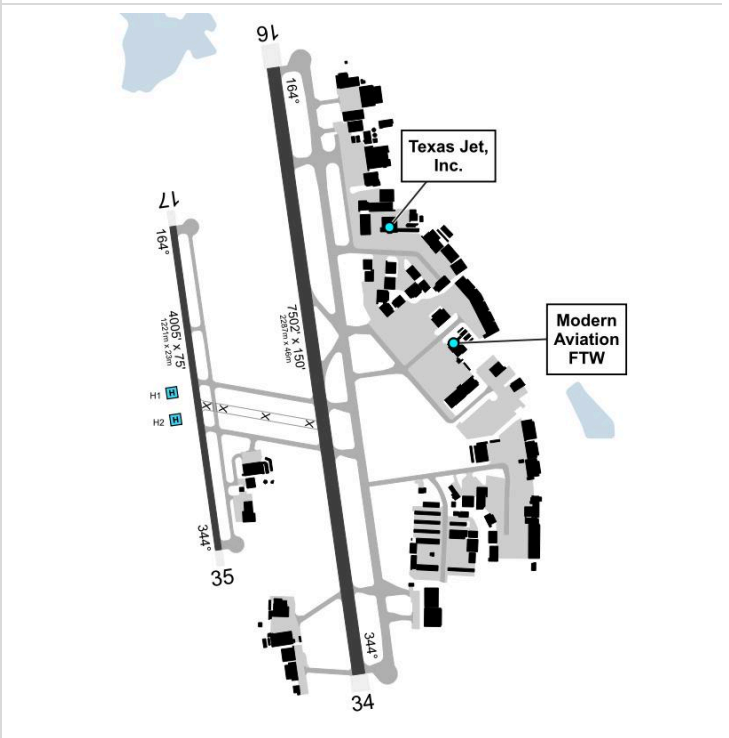 16
164°
Texas Jet,
Inc.
17
164°
7502' x 150'
2287m x 46m
4005' x 75'
1221m x 23m
Modern
Aviation
FTW
H1
H
H2
H
X
X
X
X
344°
35
344°
34